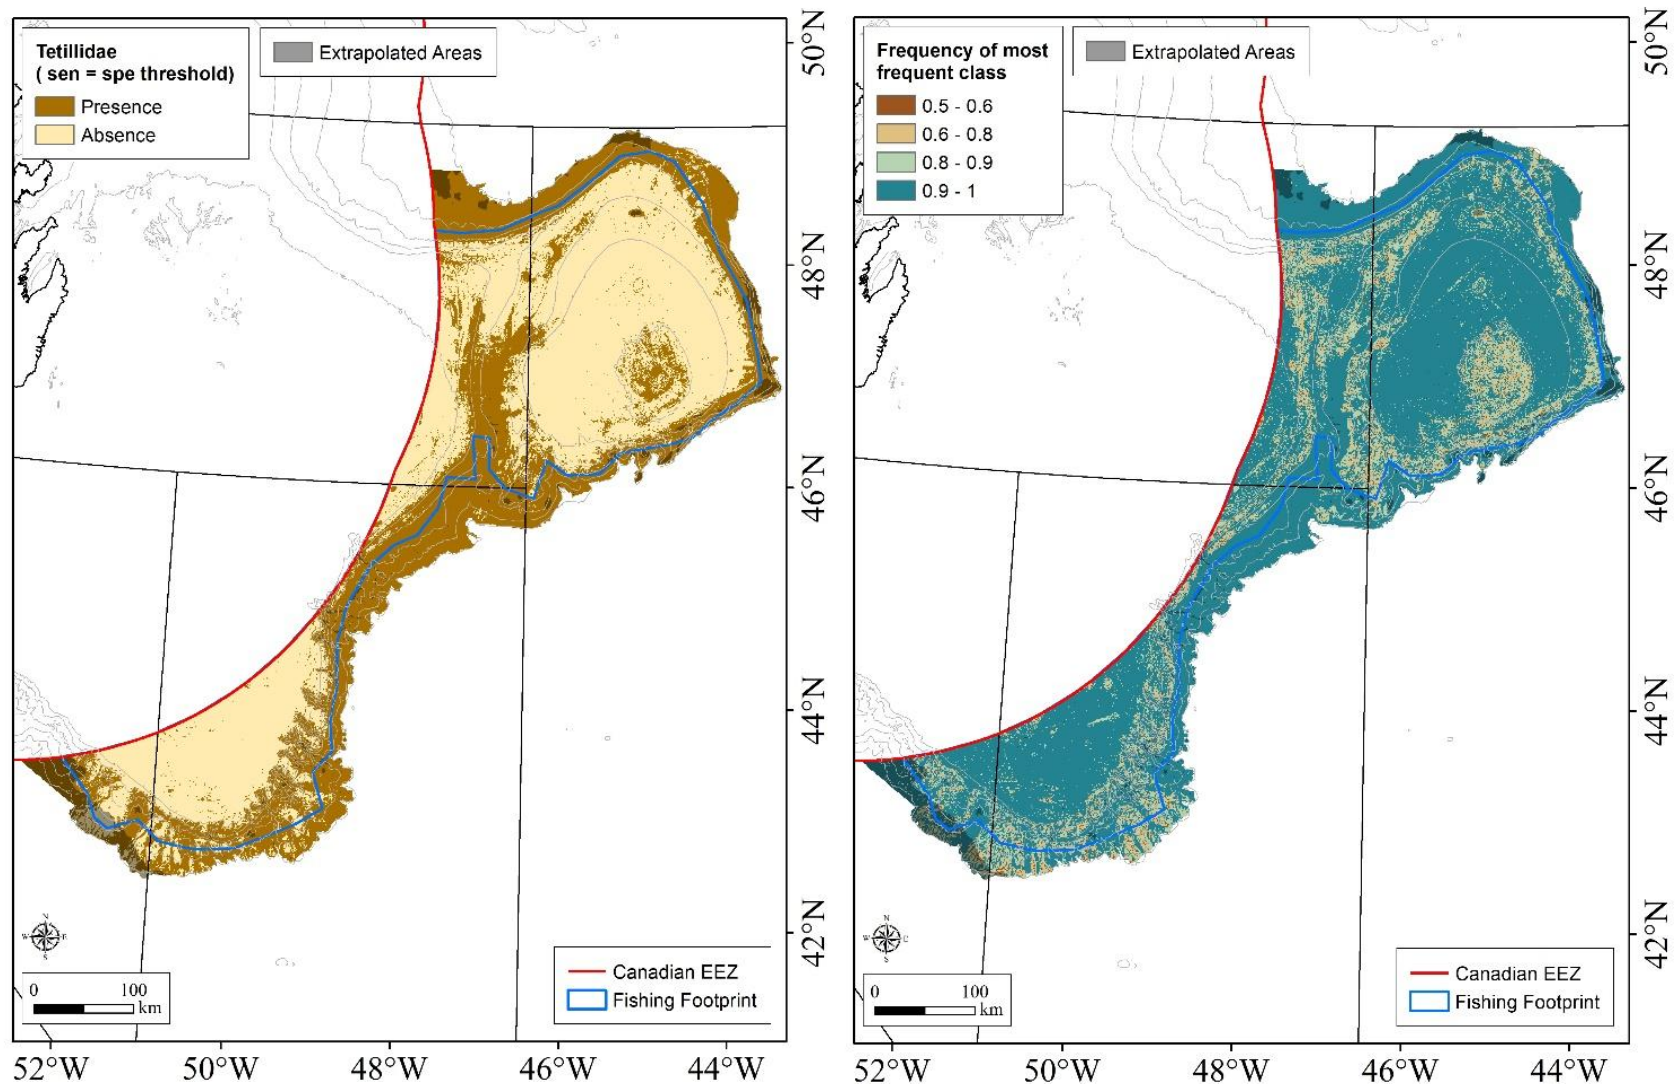 Tetillidae
( sen = spe threshold)
Presence
Absence
Extrapolated Areas
50°N
48°N
46°N
44°N
42°N
N
W
E
S
0 100
km
Canadian EEZ
Fishing Footprint
52°W 50°W 48°W 46°W 44°W
Frequency of most
frequent class
0.5 - 0.6
0.6 - 0.8
0.8 - 0.9
0.9 - 1
Extrapolated Areas
50°N
48°N
46°N
44°N
42°N
N
W
S
0 100
km
Canadian EEZ
Fishing Footprint
52°W 50°W 48°W 46°W 44°W